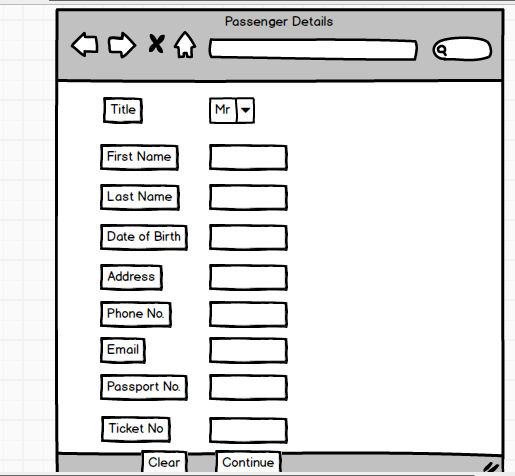 Passenger Details
Title
Mr
First Name
Last Name
Date of Birth
Address
Phone No.
Email
Passport No.
Ticket No
Clear
Continue